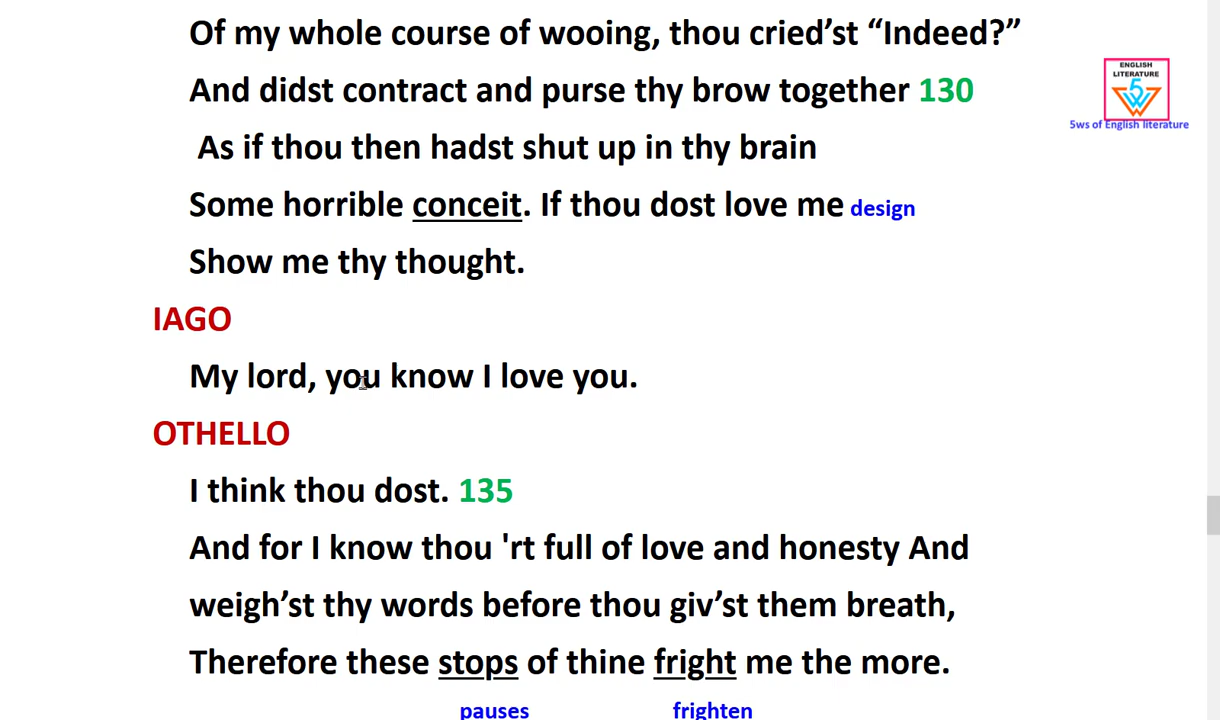 Of my whole course of wooing, thou cried’st “Indeed?”
ENGLISH
LITERATURE
5
W
5ws of English literature
And didst contract and purse thy brow together 130
As if thou then hadst shut up in thy brain
Some horrible conceit. If thou dost love me design
Show me thy thought.
IAGO
My lord, you know I love you.
OTHELLO
I think thou dost. 135
And for I know thou 'rt full of love and honesty And
weigh’st thy words before thou giv’st them breath,
Therefore these stops of thine fright me the more.
pauses frighten